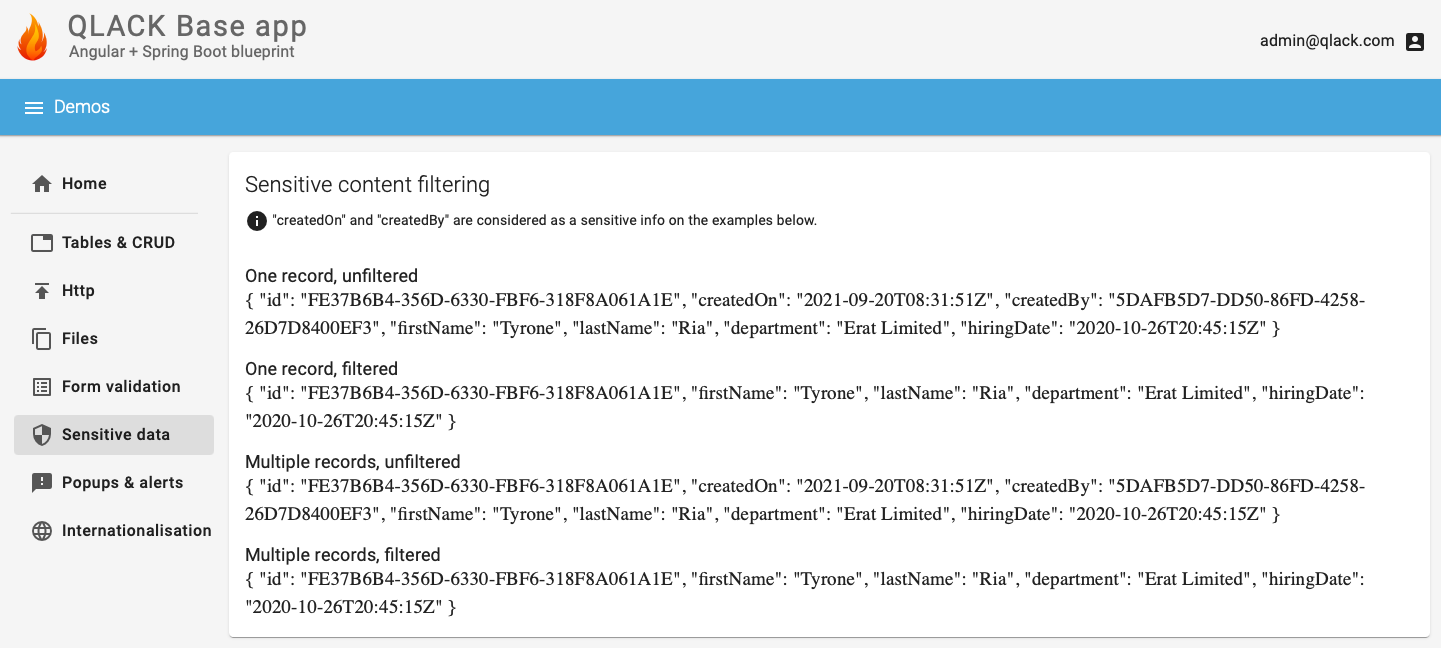 QLACK Base app
Angular + Spring Boot blueprint
admin@qlack.com
Demos
Home
Tables & CRUD
Http
Files
Form validation
Sensitive data
Popups & alerts
Internationalisation
Sensitive content filtering
"createdOn" and "createdBy" are considered as a sensitive info on the examples below.
One record, unfiltered
{ "id": "FE37B6B4-356D-6330-FBF6-318F8A061A1E", "createdOn": "2021-09-20T08:31:51Z", "createdBy": "5DAFB5D7-DD50-86FD-4258-
26D7D8400EF3", "firstName": "Tyrone", "lastName": "Ria", "department": "Erat Limited", "hiringDate": "2020-10-26T20:45:15Z" }
One record, filtered
{ "id": "FE37B6B4-356D-6330-FBF6-318F8A061A1E", "firstName": "Tyrone", "lastName": "Ria", "department": "Erat Limited", "hiringDate":
"2020-10-26T20:45:15Z" }
Multiple records, unfiltered
{ "id": "FE37B6B4-356D-6330-FBF6-318F8A061A1E", "createdOn": "2021-09-20T08:31:51Z", "createdBy": "5DAFB5D7-DD50-86FD-4258-
26D7D8400EF3", "firstName": "Tyrone", "lastName": "Ria", "department": "Erat Limited", "hiringDate": "2020-10-26T20:45:15Z" }
Multiple records, filtered
{ "id": "FE37B6B4-356D-6330-FBF6-318F8A061A1E", "firstName": "Tyrone", "lastName": "Ria", "department": "Erat Limited", "hiringDate":
"2020-10-26T20:45:15Z" }